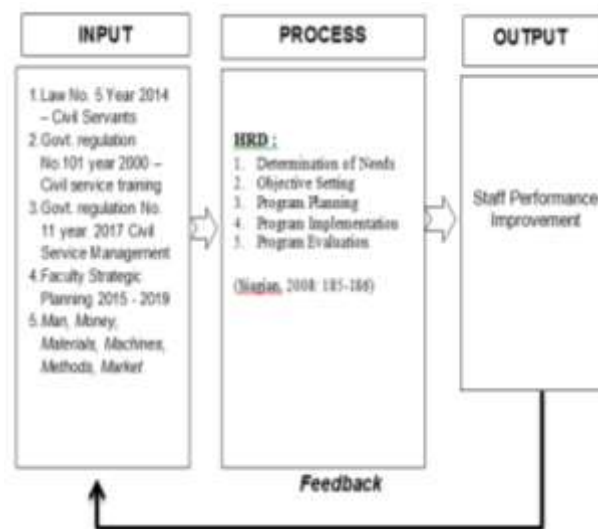 INPUT
1.Law No. 5 Year 2014
– Civil Servants
2.Govt. regulation
No.101 year 2000 –
Civil service training
3.Govt. regulation No.
11 year 2017 Civil
Service Management
4.Faculty Strategic
Planning 2015 - 2019
5.Man, Money,
Materials, Machines,
Methods, Market
PROCESS
HRD :
1. Determination of Needs
2. Objective Setting
3. Program Planning
4. Program Implementation
5. Program Evaluation
(Siagian, 2008: 185-186)
OUTPUT
Staff Performance
Improvement
Feedback